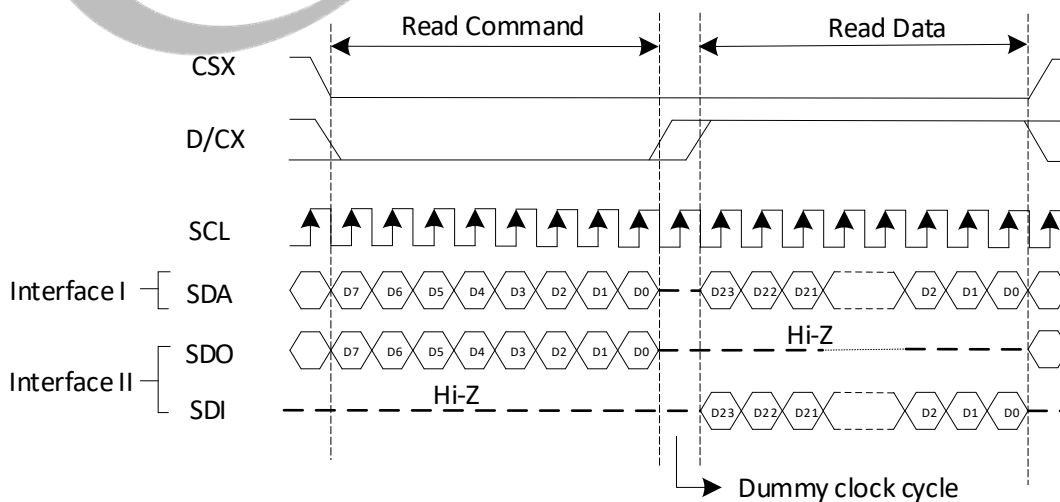 Read Command
Read Data
CSX
D/CX
SCL
Interface I
SDA
D7 D6 D5 D4 D3 D2 D1 D0
D23 D22 D21 D2 D1 D0
Interface II
SDO
D7 D6 D5 D4 D3 D2 D1 D0
Hi-Z
SDI
Hi-Z
D23 D22 D21 D2 D1 D0
Dummy clock cycle